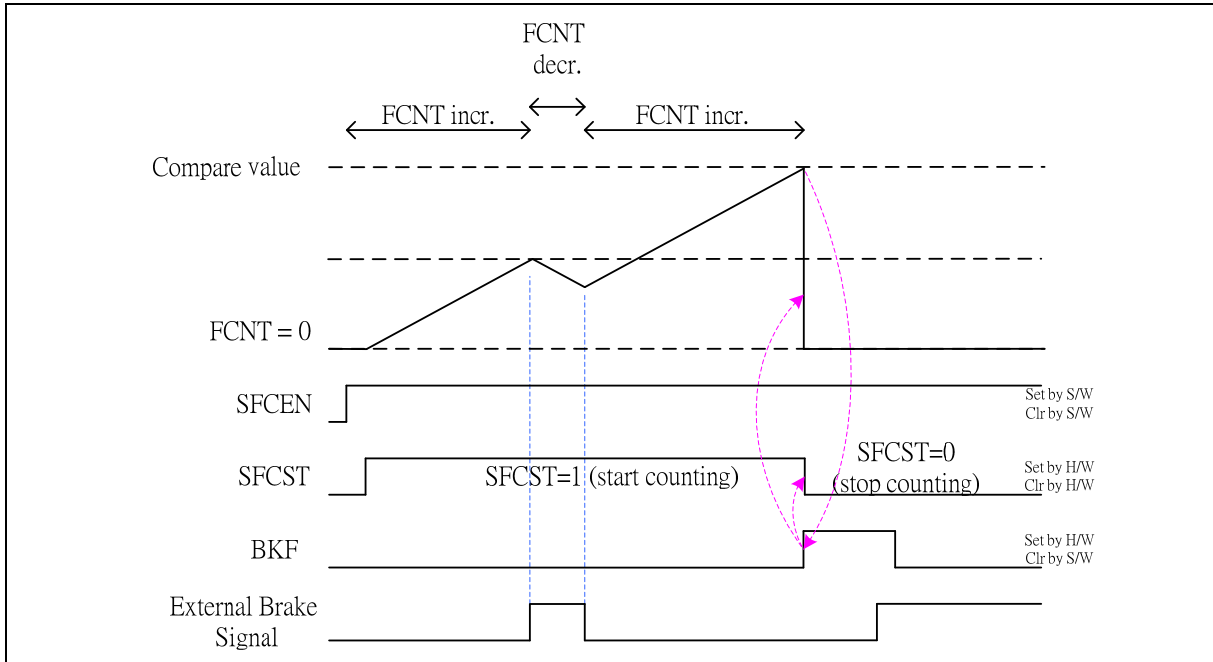 FCNT
decr.
FCNT incr.
FCNT incr.
Compare value
FCNT = 0
SFCEN
Set by S/W
Clr by S/W
SFCST
SFCST=1 (start counting)
SFCST=0
(stop counting)
Set by H/W
Clr by H/W
BKF
Set by H/W
Clr by S/W
External Brake
Signal